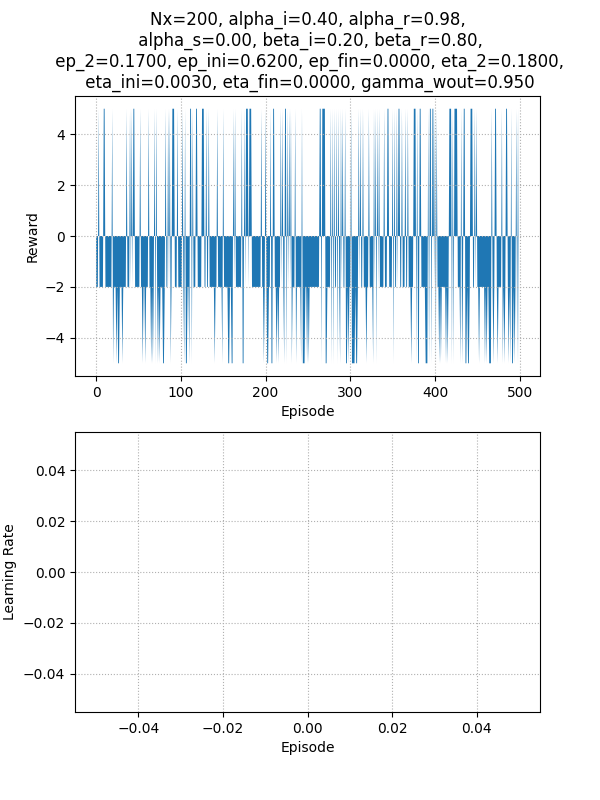 Nx=200, alpha_i=0.40, alpha_r=0.98,
alpha_s=0.00, beta_i=0.20, beta_r=0.80,
ep_2=0.1700, ep_ini=0.6200, ep_fin=0.0000, eta_2=0.1800,
eta_ini=0.0030, eta_fin=0.0000, gamma_wout=0.950
4
2
0
−2
−4
Reward
0 100 200 300 400 500
Episode
0.04
0.02
0.00
−0.02
−0.04
Learning Rate
−0.04 −0.02 0.00 0.02 0.04
Episode